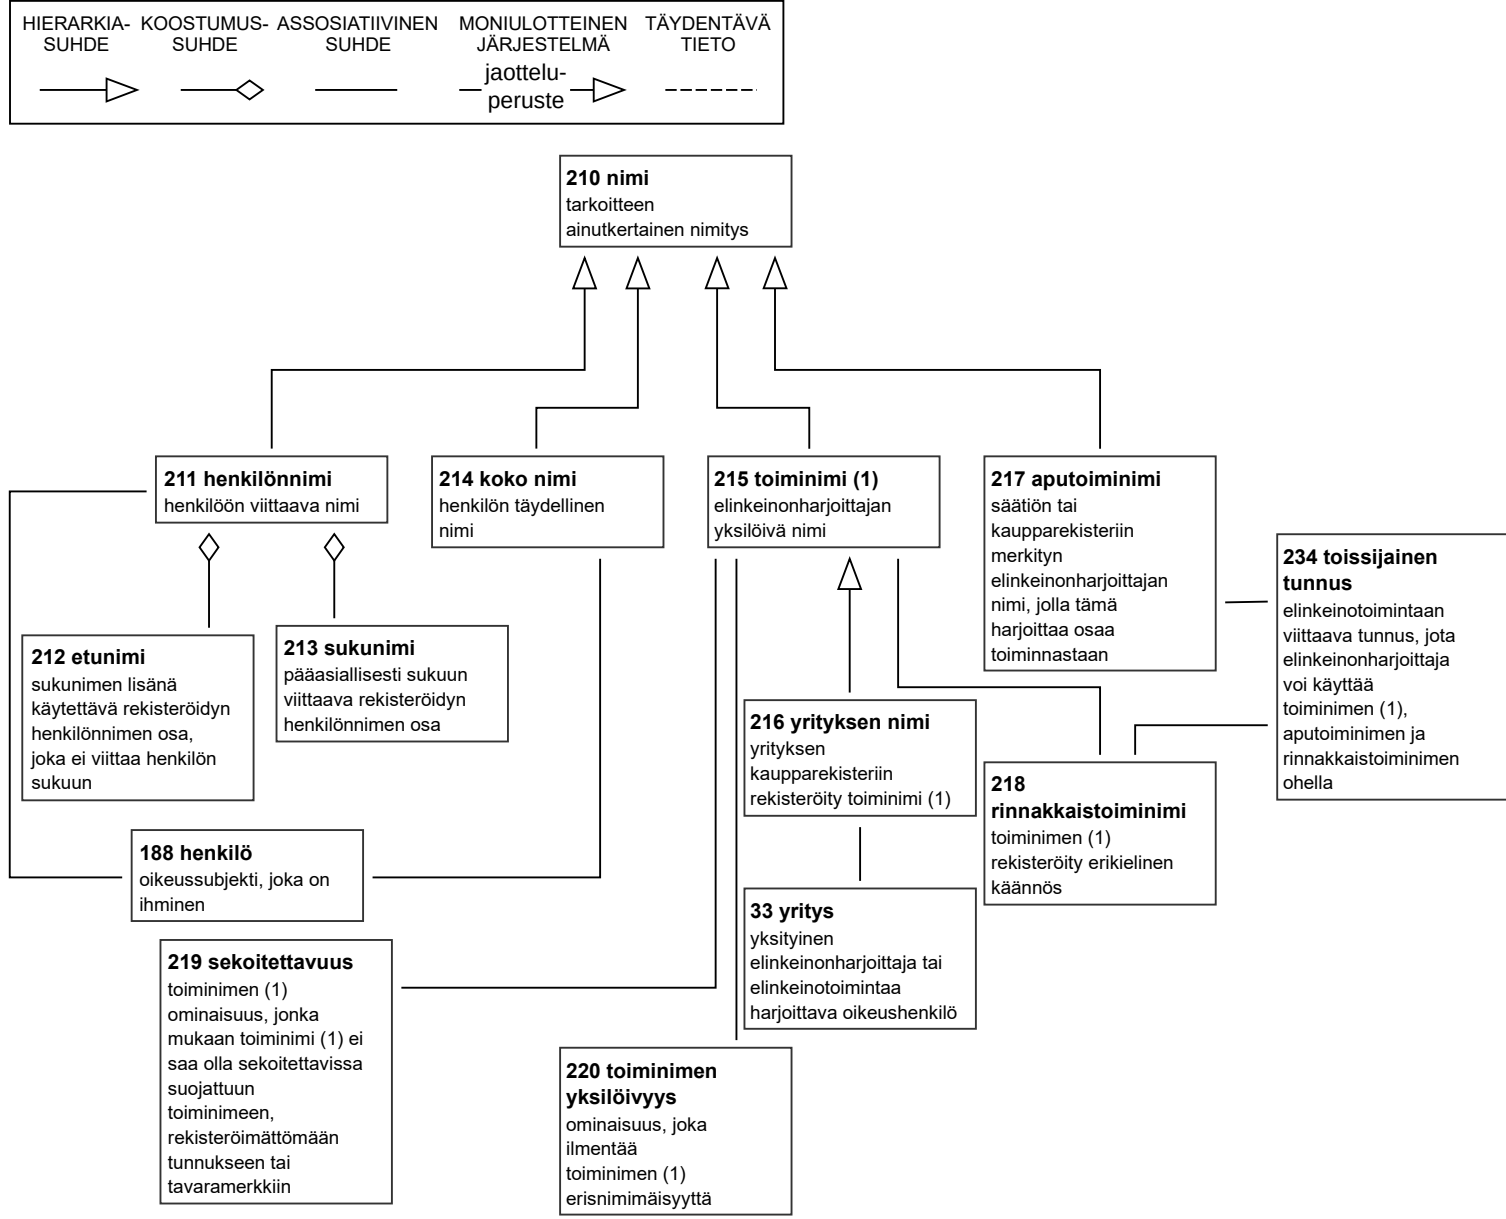 HIERARKIA-
SUHDE
KOOSTUMUS-
SUHDE
ASSOSIATIIVINEN
SUHDE
MONIULOTTEINEN
JÄRJESTELMÄ
jaottelu-
peruste
TÄYDENTÄVÄ
TIETO
210 nimi
tarkoitteen
ainutkertainen nimitys
211 henkilönnimi
henkilöön viittaava nimi
214 koko nimi
henkilön täydellinen
nimi
215 toiminimi (1)
elinkeinonharjoittajan
yksilöivä nimi
217 aputoiminimi
säätiön tai
kaupparekisteriin
merkityn
elinkeinonharjoittajan
nimi, jolla tämä
harjoittaa osaa
toiminnastaan
234 toissijainen
tunnus
elinkeinotoimintaan
viittaava tunnus, jota
elinkeinonharjoittaja
voi käyttää
toiminimen (1),
aputoiminimen ja
rinnakkaistoiminimen
ohella
212 etunimi
sukunimen lisänä
käytettävä rekisteröidyn
henkilönnimen osa,
joka ei viittaa henkilön
sukuun
213 sukunimi
pääasiallisesti sukuun
viittaava rekisteröidyn
henkilönnimen osa
216 yrityksen nimi
yrityksen
kaupparekisteriin
rekisteröity toiminimi (1)
218
rinnakkaistoiminimi
toiminimen (1)
rekisteröity erikielinen
käännös
188 henkilö
oikeussubjekti, joka on
ihminen
33 yritys
yksityinen
elinkeinonharjoittaja tai
elinkeinotoimintaa
harjoittava oikeushenkilö
219 sekoitettavuus
toiminimen (1)
ominaisuus, jonka
mukaan toiminimi (1) ei
saa olla sekoitettavissa
suojattuun
toiminimeen,
rekisteröimättömään
tunnukseen tai
tavaramerkkiin
220 toiminimen
yksilöivyys
ominaisuus, joka
ilmentää
toiminimen (1)
erisnimimäisyyttä